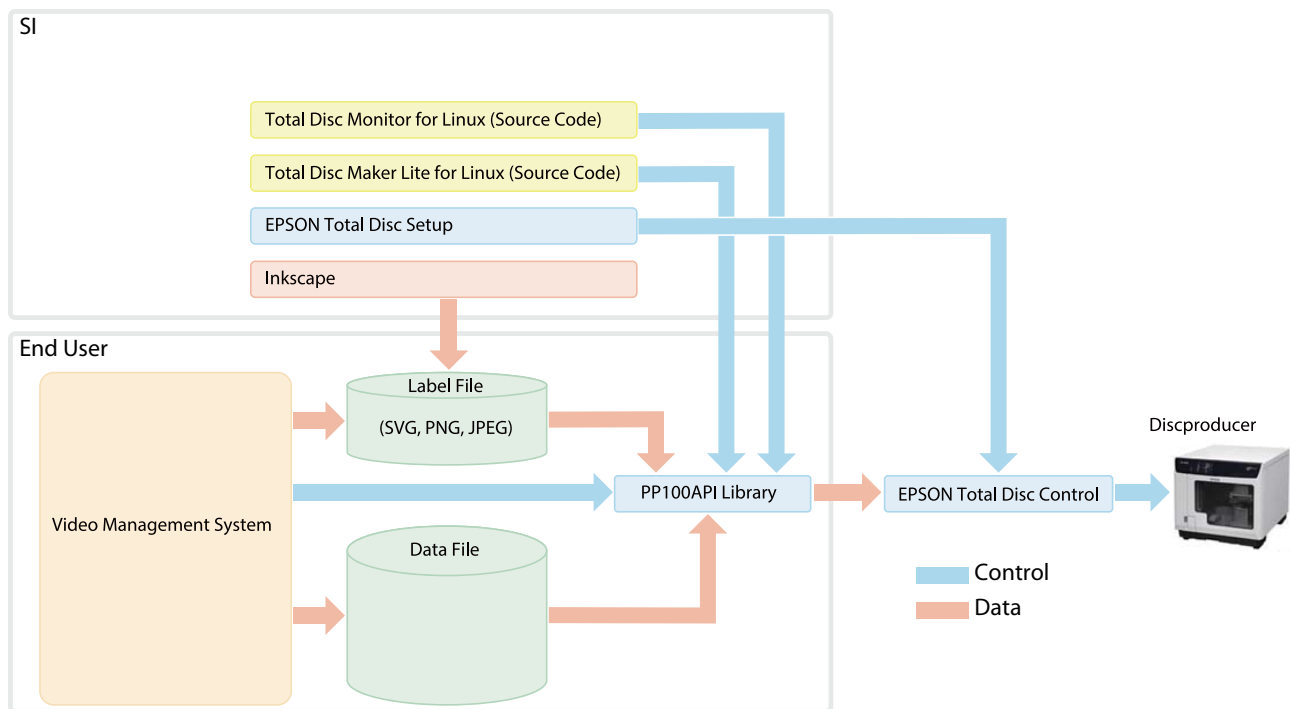 SI
Total Disc Monitor for Linux (Source Code)
Total Disc Maker Lite for Linux (Source Code)
EPSON Total Disc Setup
Inkscape
End User
Label File
(SVG, PNG, JPEG)
Video Management System
Data File
PP100API Library
EPSON Total Disc Control
Discproducer
Control
Data